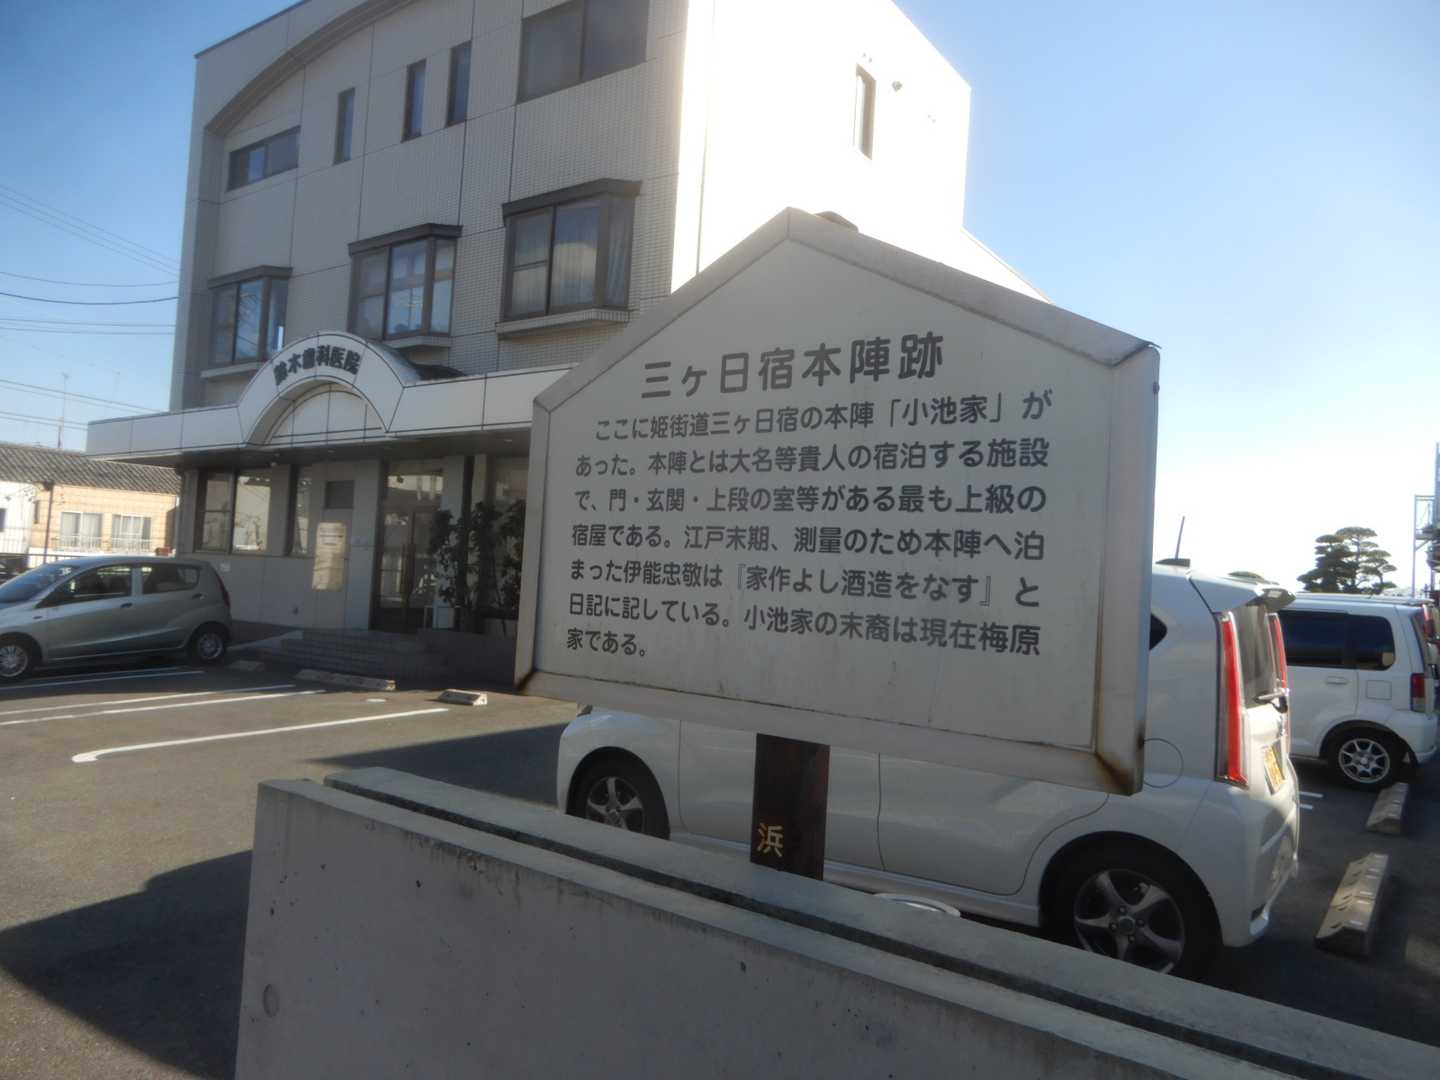 三ヶ日宿本陣跡
ここに姫街道三ヶ日宿の本陣「小池家」が
あった。本陣とは大名等貴人の宿泊する施設
で、門・玄関・上段の室等がある最も上級の
宿屋である。江戸末期、測量のため本陣へ泊
まった伊能忠敬は『家作よし酒造をなす』と
日記に記している。小池家の末裔は現在梅原
家である。
浜
鈴木歯科医院